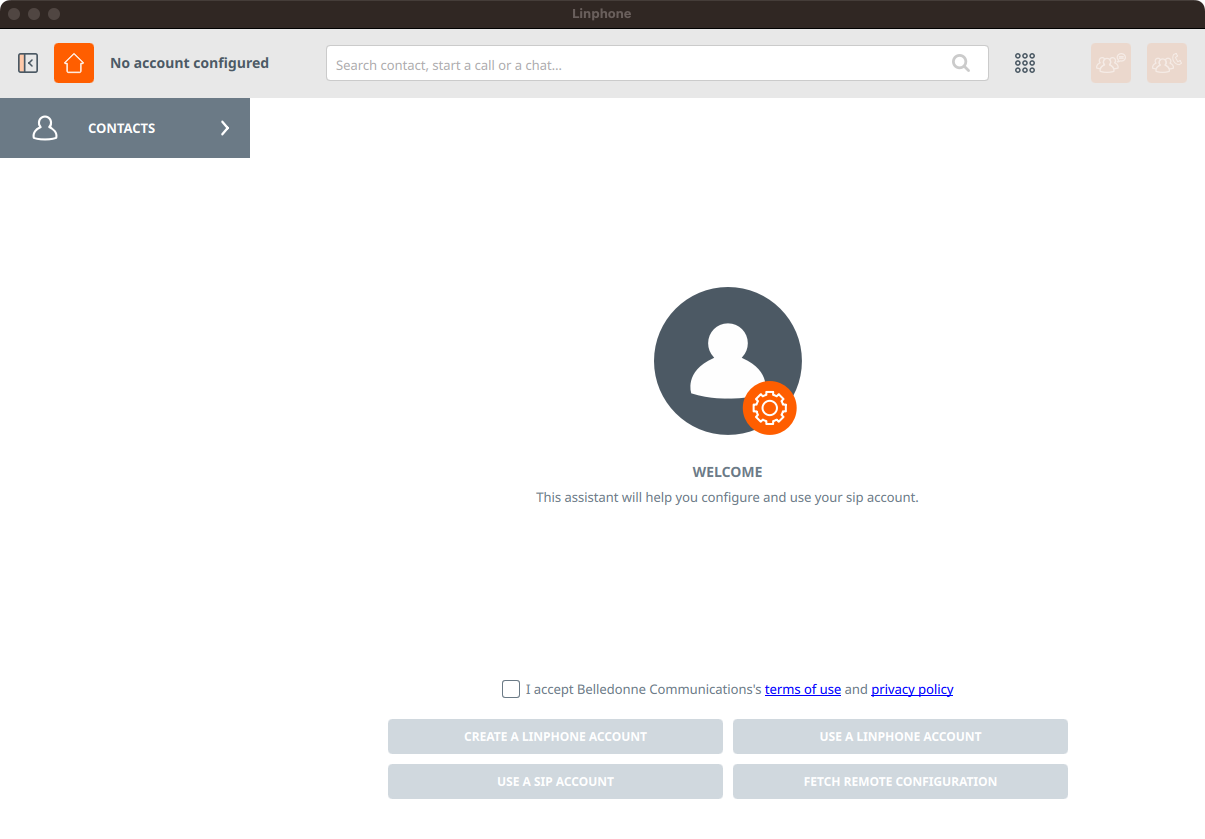 Linphone
No account configured
Search contact, start a call or a chat...
CONTACTS
WELCOME
This assistant will help you configure and use your sip account.
I accept Belledonne Communications's terms of use and privacy policy
CREATE A LINPHONE ACCOUNT
USE A LINPHONE ACCOUNT
USE A SIP ACCOUNT
FETCH REMOTE CONFIGURATION